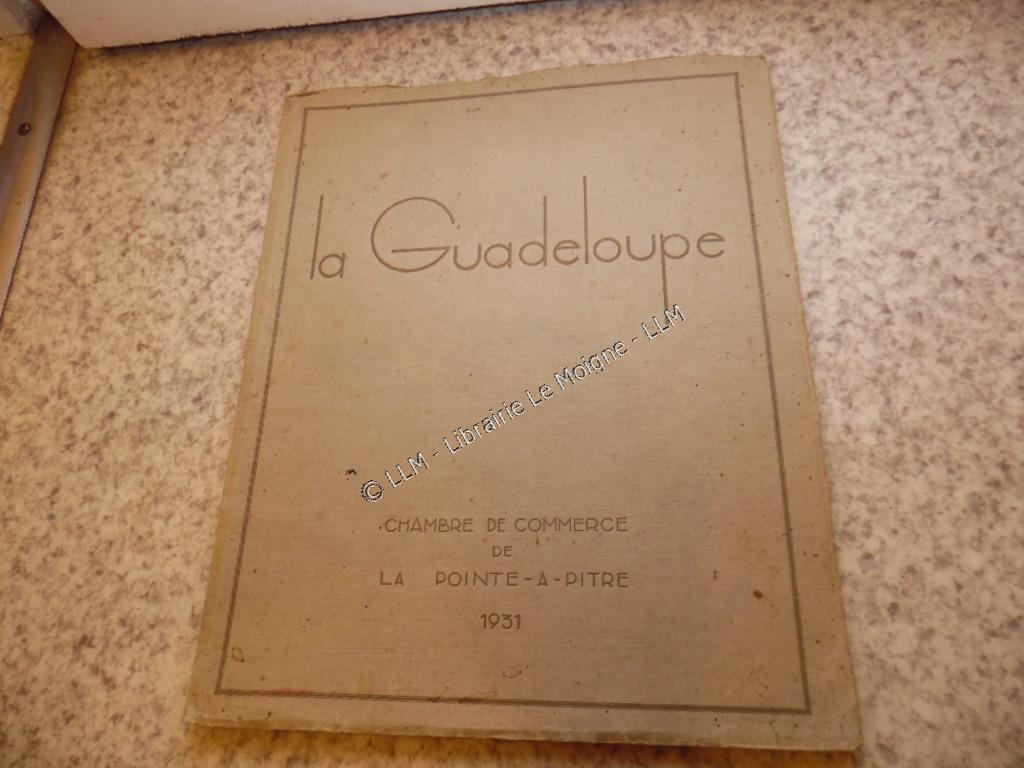 la Guadeloupe
© LLM - Librairie Le Moigne - LLM
CHAMBRE DE COMMERCE
DE
LA POINTE-A-PITRE
1931